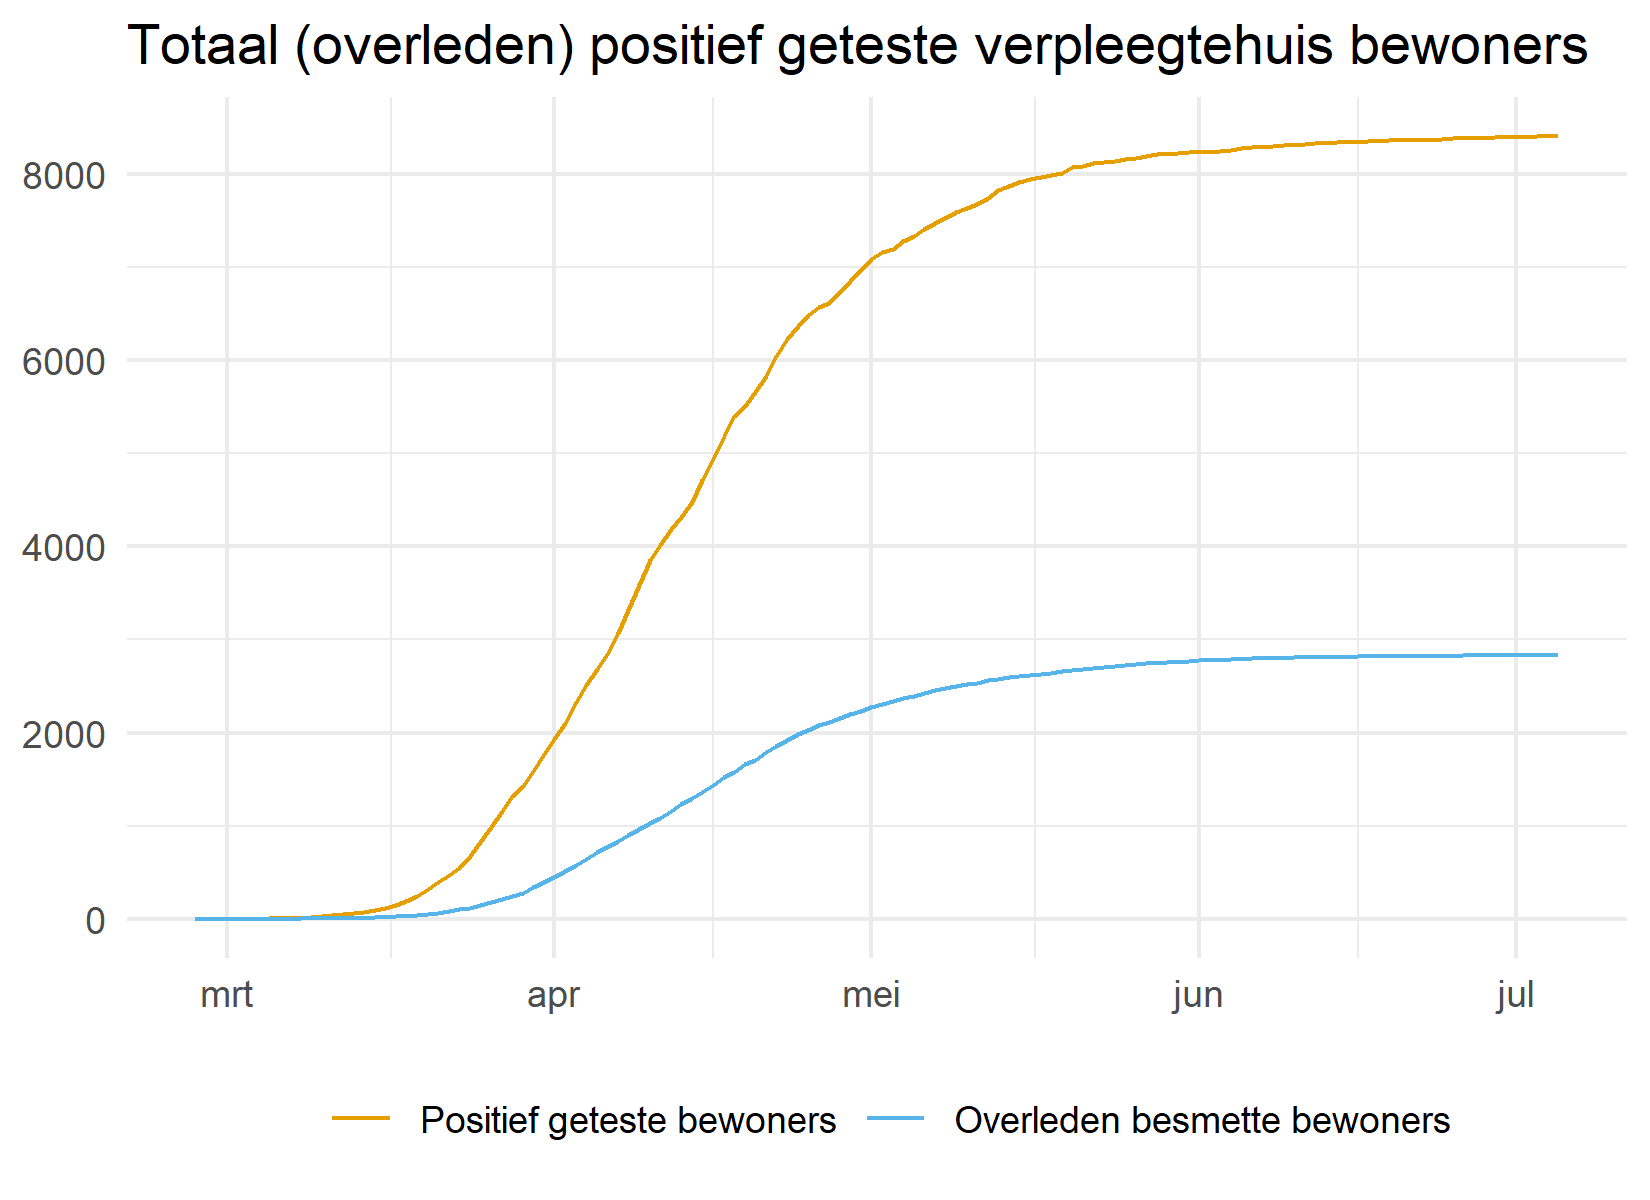 Totaal (overleden) positief geteste verpleegtehuis bewoners
8000
6000
4000
2000
0
mrt apr mei jun jul
Positief geteste bewoners Overleden besmette bewoners